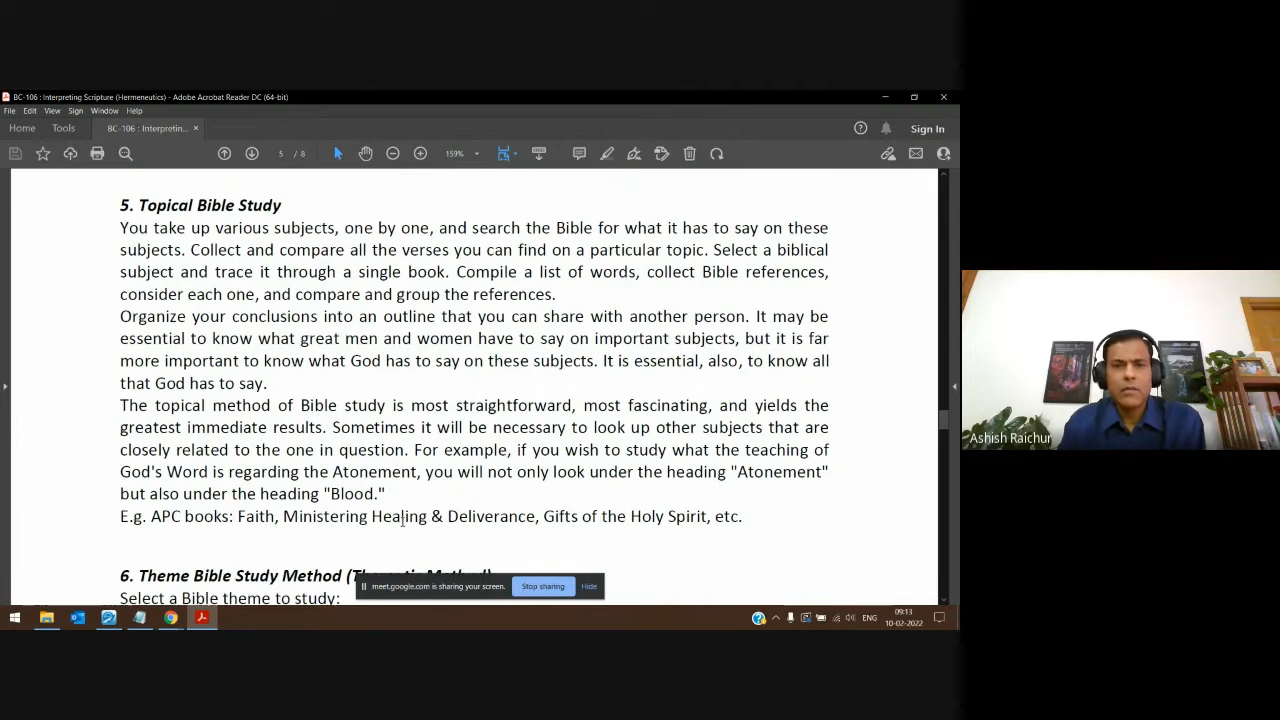 BC-106 : Interpreting Scripture (Hermeneutics) - Adobe Acrobat Reader DC (64-bit)
File Edit View Sign Window Help
Home Tools BC-106 : Interpretin... × Sign In
5 / 8 159%
5. Topical Bible Study
You take up various subjects, one by one, and search the Bible for what it has to say on these
subjects. Collect and compare all the verses you can find on a particular topic. Select a biblical
subject and trace it through a single book. Compile a list of words, collect Bible references,
consider each one, and compare and group the references.
Organize your conclusions into an outline that you can share with another person. It may be
essential to know what great men and women have to say on important subjects, but it is far
more important to know what God has to say on these subjects. It is essential, also, to know all
that God has to say.
The topical method of Bible study is most straightforward, most fascinating, and yields the
greatest immediate results. Sometimes it will be necessary to look up other subjects that are
closely related to the one in question. For example, if you wish to study what the teaching of
God's Word is regarding the Atonement, you will not only look under the heading "Atonement"
but also under the heading "Blood."
E.g. APC books: Faith, Ministering Healing & Deliverance, Gifts of the Holy Spirit, etc.
6. Theme Bible Study Method (Thematic Method)
meet.google.com is sharing your screen. Stop sharing Hide
Select a Bible theme to study:
Ashish Raichur
ENG
09:13
10-02-2022